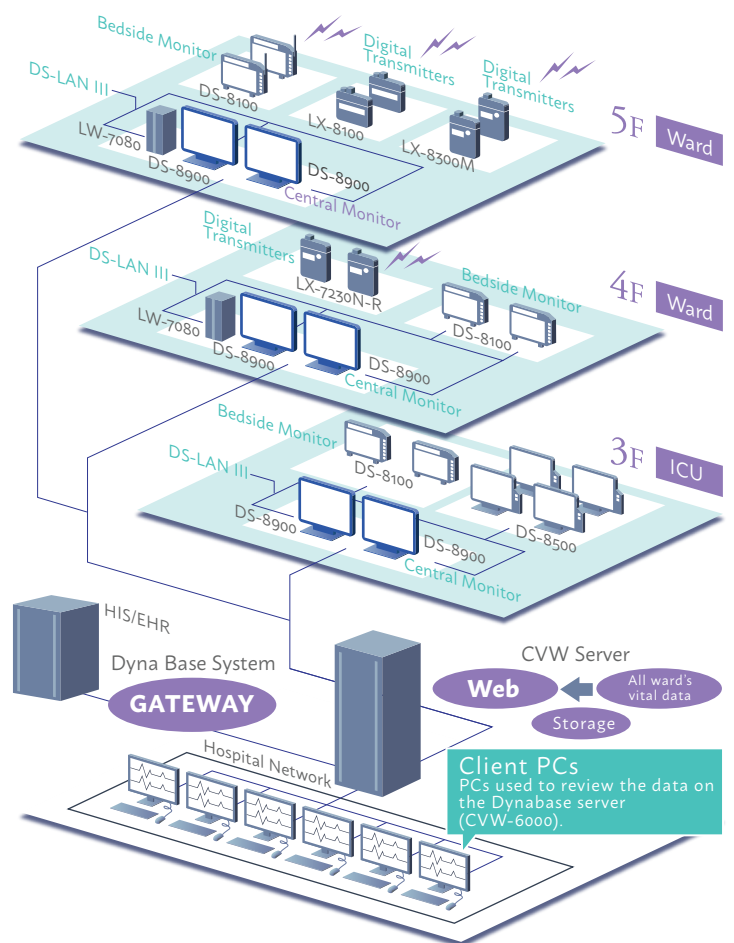 Bedside Monitor
DS-8100
Digital
Transmitters
LX-8100
Digital
Transmitters
LX-8300M
DS-LAN III
LW-7080
DS-8900
DS-8900
Central Monitor
5F
Ward
Digital
Transmitters
LX-7230N-R
Bedside Monitor
DS-8100
DS-LAN III
LW-7080
DS-8900
DS-8900
Central Monitor
4F
Ward
Bedside Monitor
DS-8100
DS-LAN III
DS-8900
DS-8900
Central Monitor
DS-8500
3F
ICU
HIS/EHR
Dyna Base System
GATEWAY
CVW Server
Web
All ward's
vital data
Storage
Hospital Network
Client PCs
PCs used to review the data on
the Dynabase server
(CVW-6000).